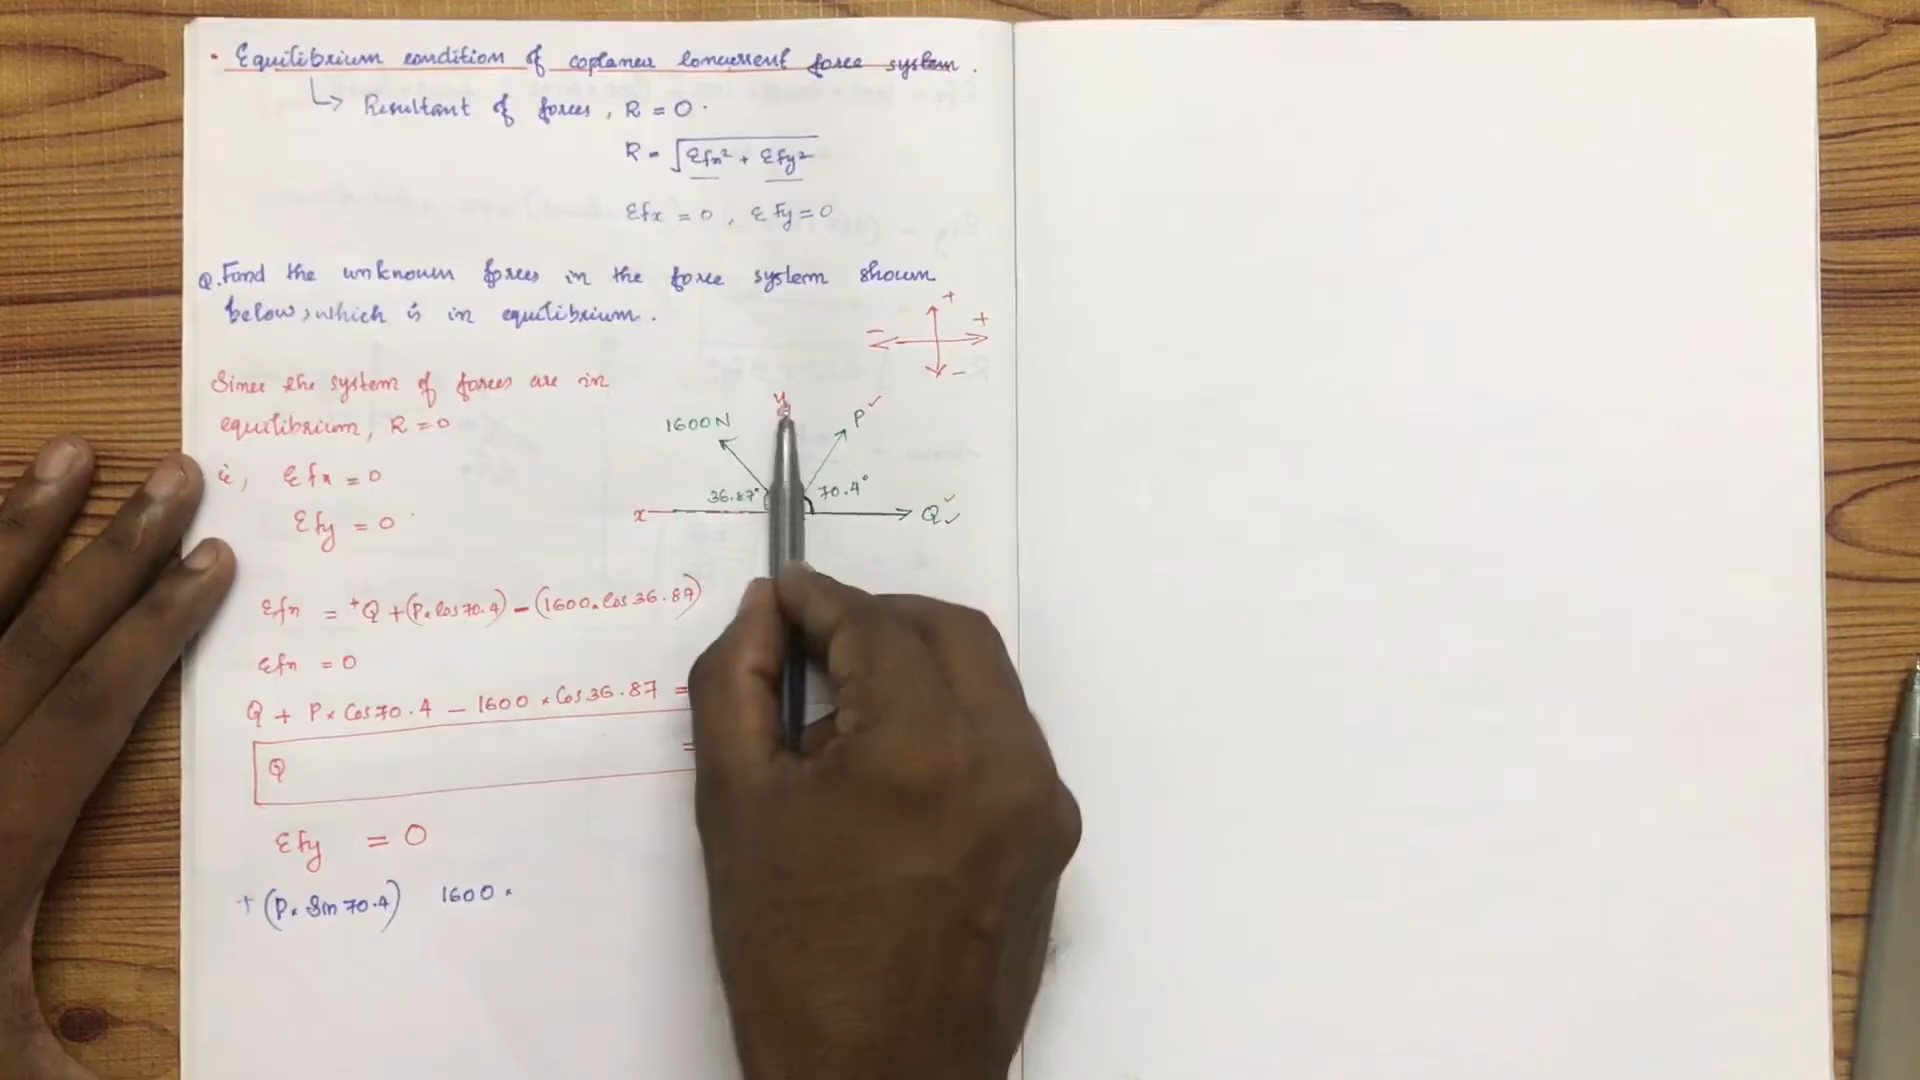 • Equilibrium condition of coplaner concurrent force system.
↳ Resultant of forces, R = 0.
R = √Σfx² + Σfy²
Σfx = 0, Σfy = 0
Q. Fond the unknown forces in the force system shown
below, which is in equilibrium.
+
- +
-
Since the system of forces are in
equilibrium, R = 0
ie, Σfx = 0
Σfy = 0
y
1600N P ✓
36.87° 70.4°
x Q ✓
Σfx = +Q + (P × Cos 70.4) - (1600 × Cos 36.87)
Σfx = 0
Q + P × Cos 70.4 - 1600 × Cos 36.87 =
Q =
Σfy = 0
+ (P × Sin 70.4) 1600 ×